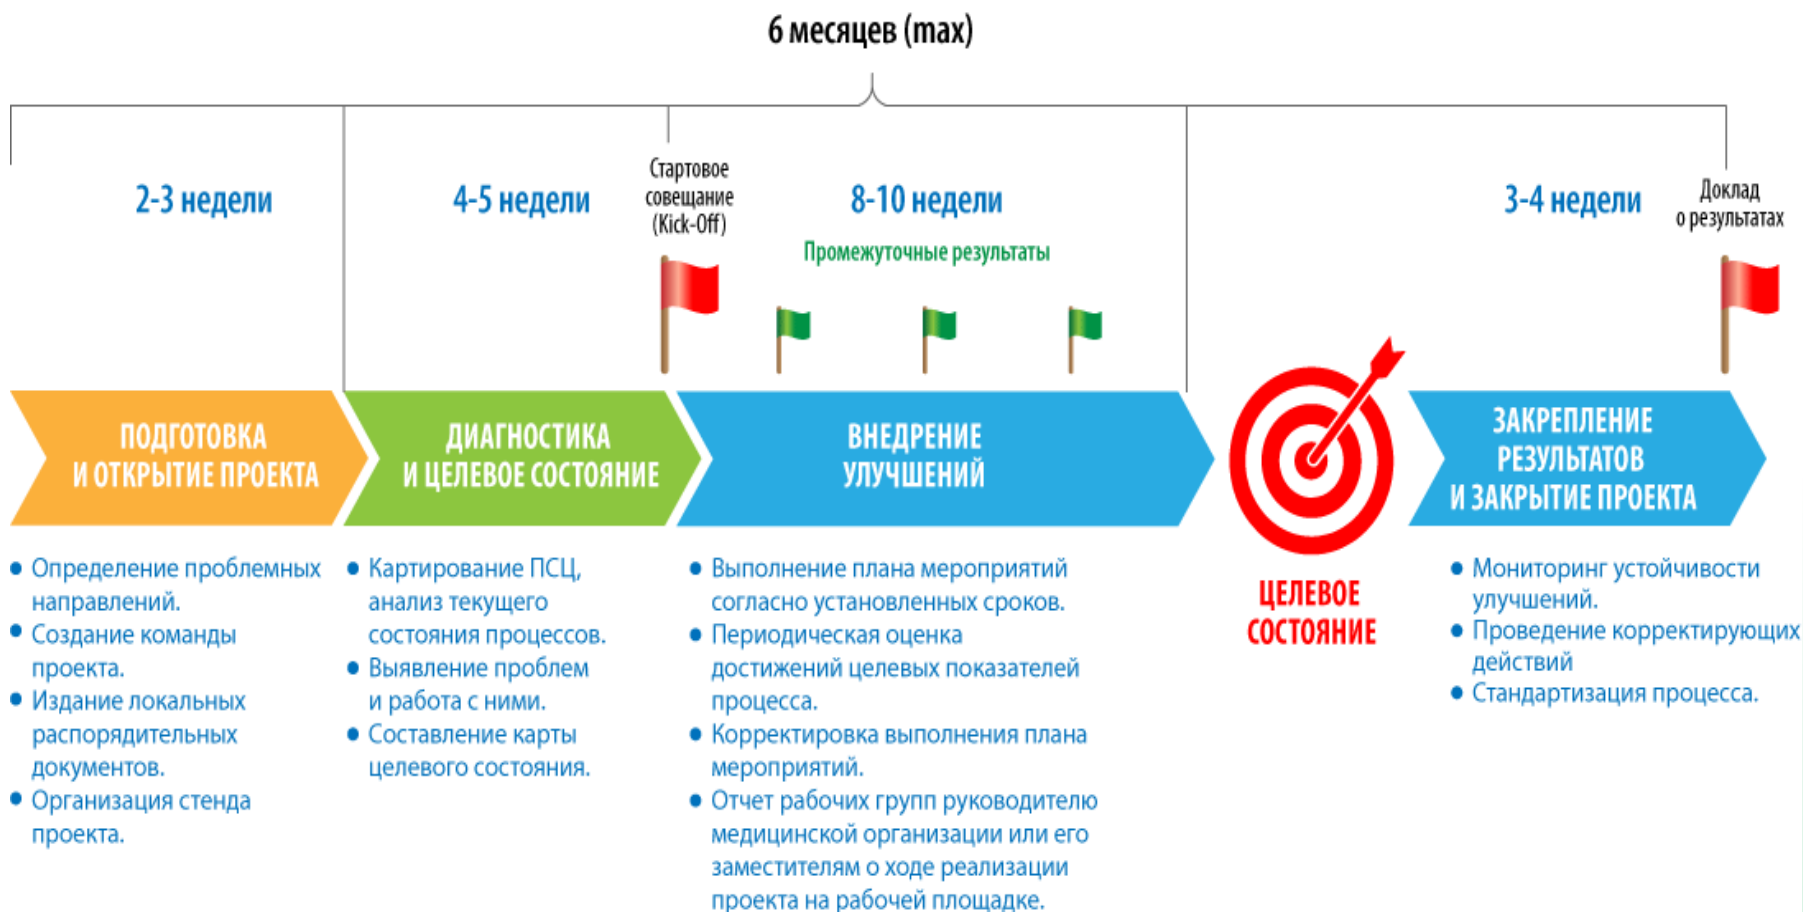 6 месяцев (max)
2-3 недели
4-5 недели
Стартовое
совещание
(Kick-Off)
8-10 недели
Промежуточные результаты
3-4 недели
Доклад
о результатах
ПОДГОТОВКА
И ОТКРЫТИЕ ПРОЕКТА
ДИАГНОСТИКА
И ЦЕЛЕВОЕ СОСТОЯНИЕ
ВНЕДРЕНИЕ
УЛУЧШЕНИЙ
ЦЕЛЕВОЕ
СОСТОЯНИЕ
ЗАКРЕПЛЕНИЕ
РЕЗУЛЬТАТОВ
И ЗАКРЫТИЕ ПРОЕКТА
• Определение проблемных
направлений.
• Создание команды
проекта.
• Издание локальных
распорядительных
документов.
• Организация стенда
проекта.
• Картирование ПСЦ,
анализ текущего
состояния процессов.
• Выявление проблем
и работа с ними.
• Составление карты
целевого состояния.
• Выполнение плана мероприятий
согласно установленных сроков.
• Периодическая оценка
достижений целевых показателей
процесса.
• Корректировка выполнения плана
мероприятий.
• Отчет рабочих групп руководителю
медицинской организации или его
заместителям о ходе реализации
проекта на рабочей площадке.
• Мониторинг устойчивости
улучшений.
• Проведение корректирующих
действий
• Стандартизация процесса.